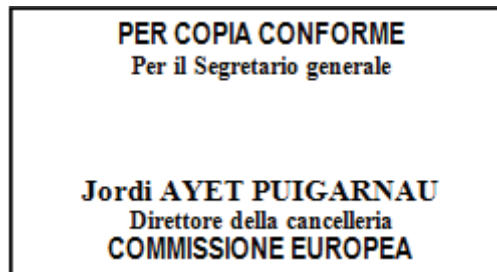 PER COPIA CONFORME
Per il Segretario generale
Jordi AYET PUIGARNAU
Direttore della cancelleria
COMMISSIONE EUROPEA